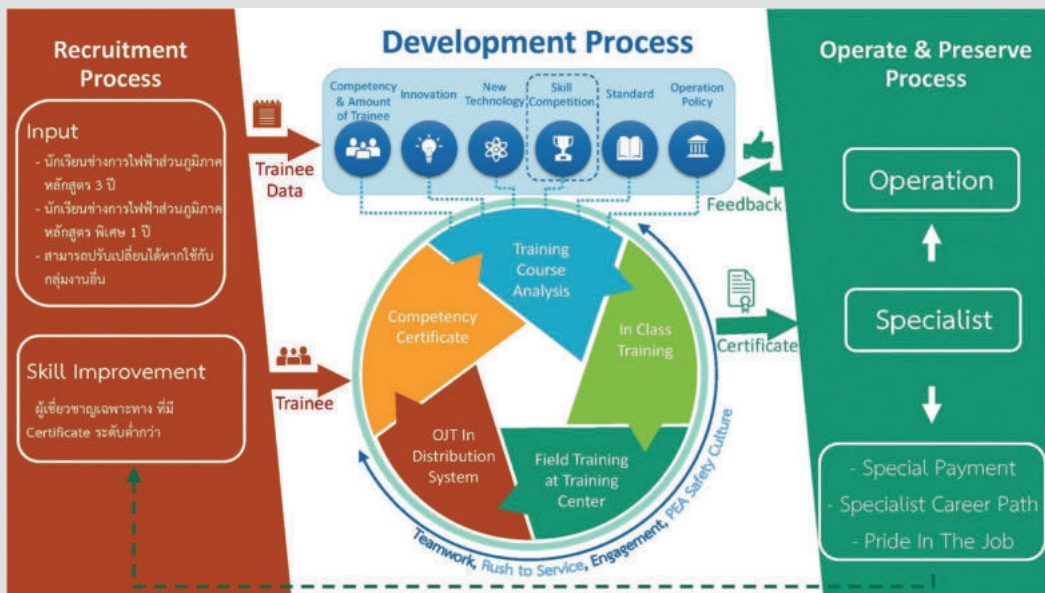 Recruitment
Process
Input
- นักเรียนช่างการไฟฟ้าส่วนภูมิภาค
หลักสูตร 3 ปี
- นักเรียนช่างการไฟฟ้าส่วนภูมิภาค
หลักสูตร พิเศษ 1 ปี
- สามารถปรับเปลี่ยนได้หากใช้กับ
กลุ่มงานอื่น
Skill Improvement
ผู้เชี่ยวชาญเฉพาะทาง ที่มี
Certificate ระดับต่ำกว่า
Trainee
Data
Trainee
Development Process
Competency
& Amount
of Trainee
Innovation
New
Technology
Skill
Competition
Standard
Operation
Policy
Training
Course
Analysis
In Class
Training
Field Training
at Training
Center
OJT In
Distribution
System
Competency
Certificate
Teamwork, Rush to Service, Engagement, PEA Safety Culture
Feedback
Certificate
Operate & Preserve
Process
Operation
Specialist
- Special Payment
- Specialist Career Path
- Pride In The Job